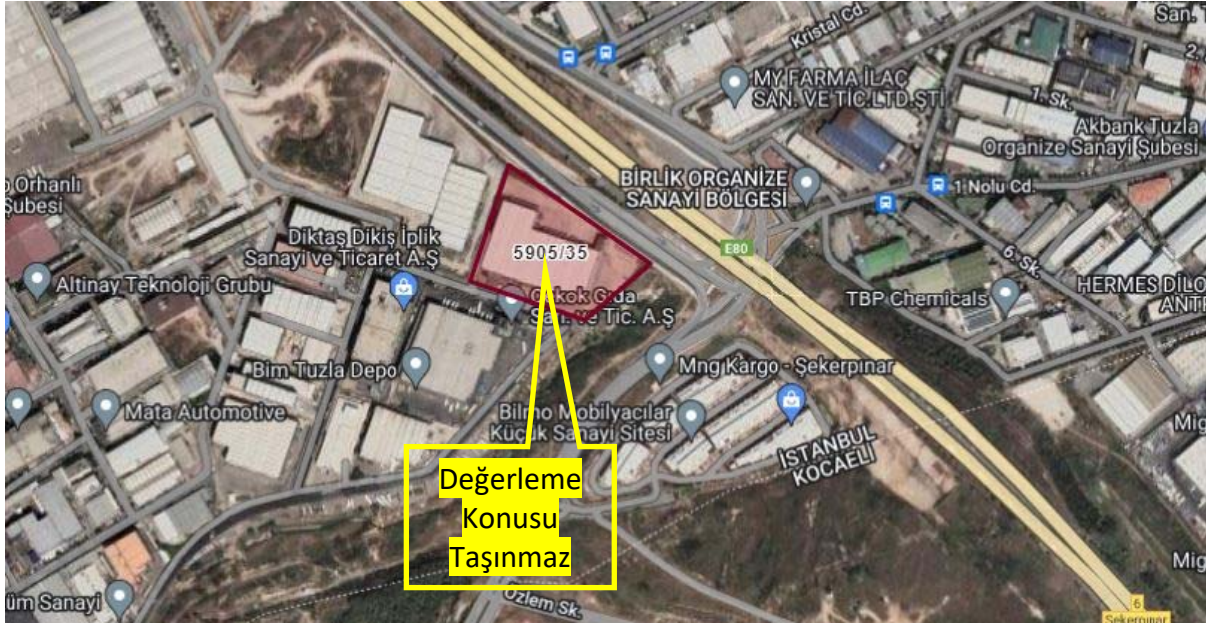 San.
Kristal Cd.
2.
MY FARMA İLAÇ
SAN. VE TİC.LTD.ŞTİ
1. Sk.
Akbank Tuzla
Organize Sanayi Şubesi
Orhanlı
Şubesi
BİRLİK ORGANİZE
SANAYİ BÖLGESİ
1 Nolu Cd.
Diktaş Dikiş İplik
Sanayi ve Ticaret A.Ş
5905/35
E80
6. Sk.
Altınay Teknoloji Grubu
Gıda
San. ve Tic. A.Ş
TBP Chemicals
HERMES DİLO
ANTR
Bim Tuzla Depo
Mng Kargo - Şekerpınar
Mata Automotive
Bilmo Mobilyacılar
Küçük Sanayi Sitesi
İSTANBUL
KOCAELİ
Mig
Değerleme
Konusu
Taşınmaz
Mig
üm Sanayi
Özlem Sk.
6
Şekerpınar